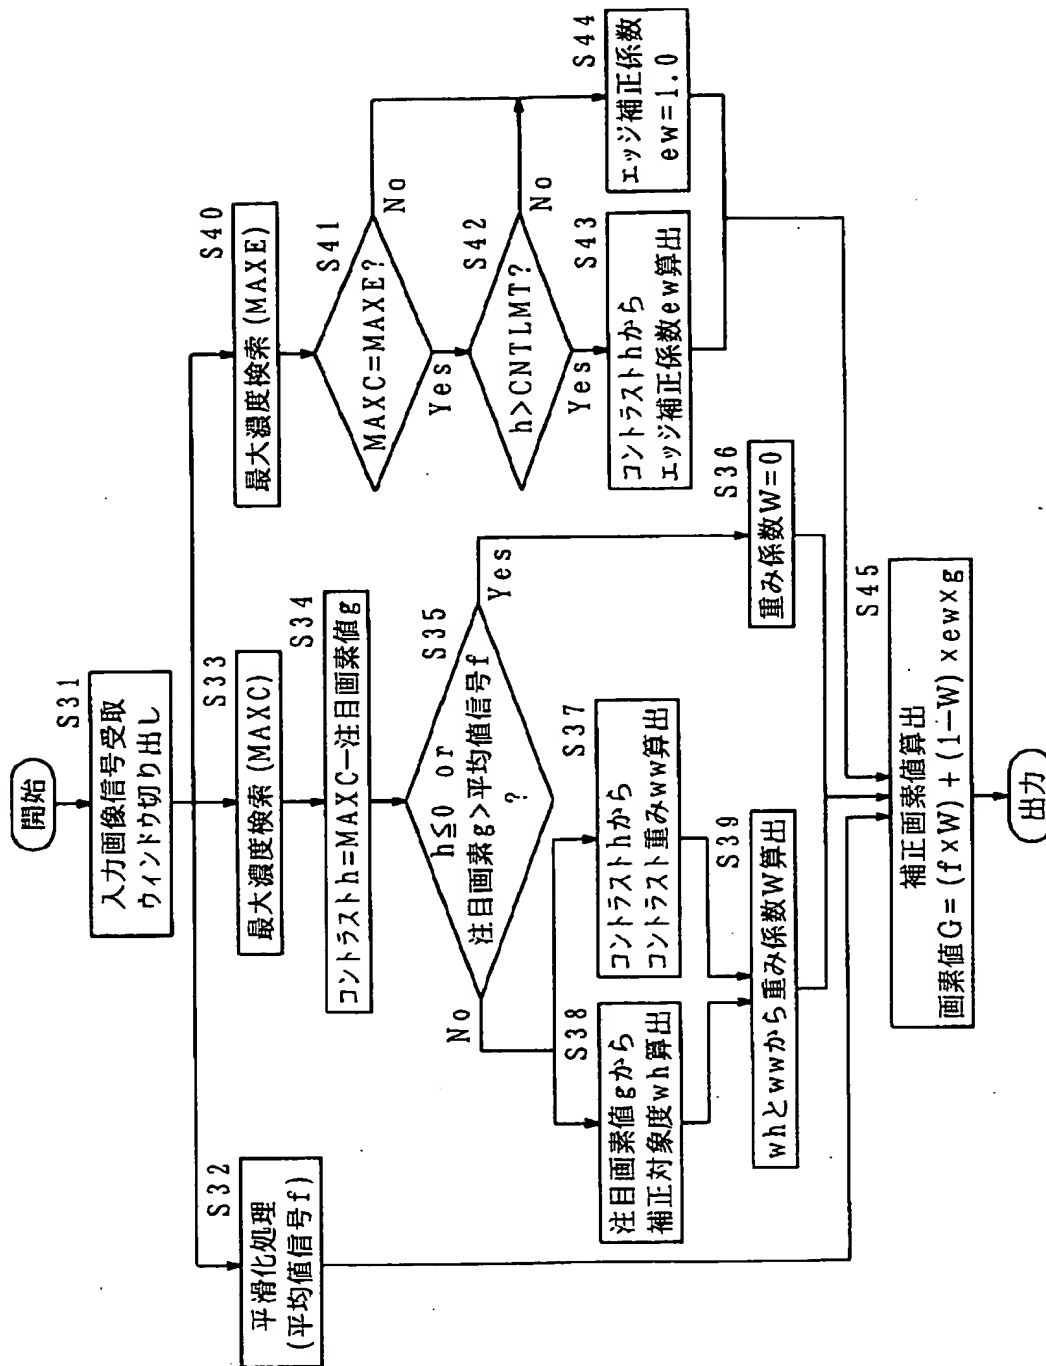 開始
S31
入力画像信号受取
ウィンドウ切り出し
S32
平滑化処理
(平均値信号f)
S33
最大濃度検索(MAXC)
S34
コントラストh=MAXC−注目画素値g
S35
h≦0 or
注目画素g>平均値信号f
?
No
Yes
S38
注目画素値gから
補正対象度wh算出
S37
コントラストhから
コントラスト重みww算出
S39
whとwwから重み係数W算出
S36
重み係数W=0
S40
最大濃度検索(MAXE)
S41
MAXC=MAXE?
No
Yes
S42
h>CNTLMT?
No
Yes
S43
コントラストhから
エッジ補正係数ew算出
S44
エッジ補正係数
ew=1.0
S45
補正画素値算出
画素値G=(f×W)+(1−W)×ew×g
出力